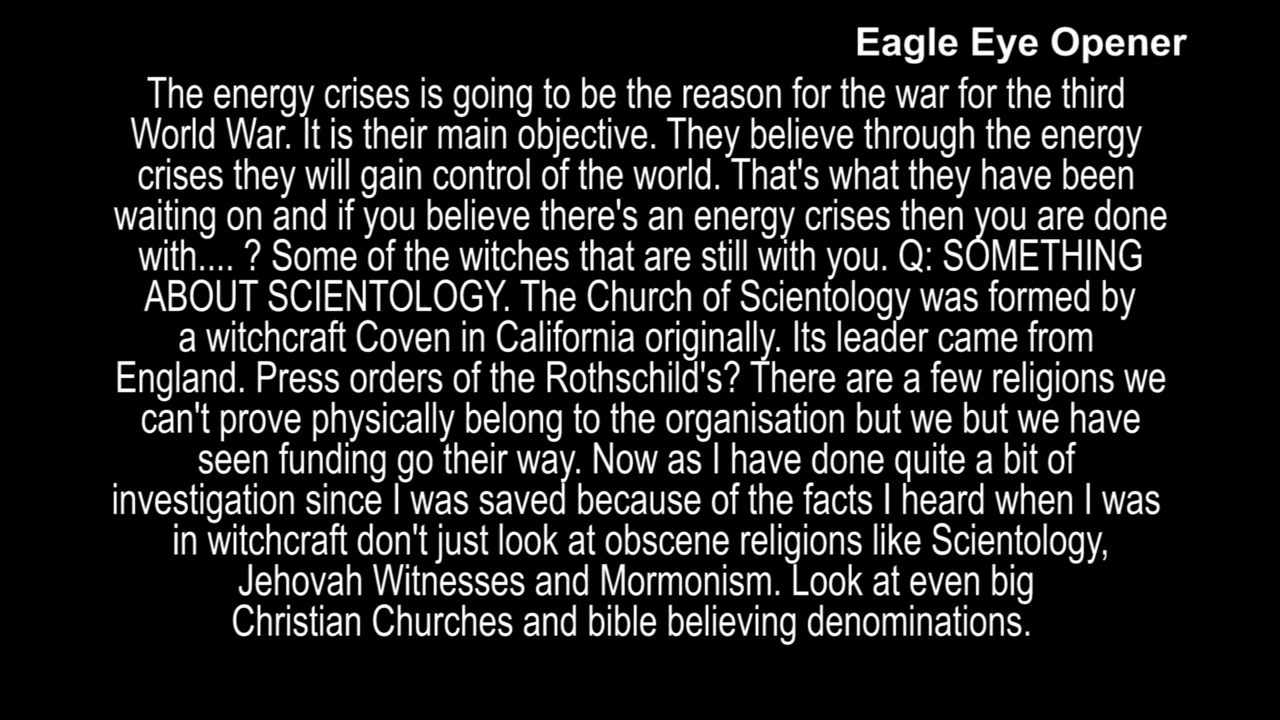 Eagle Eye Opener
The energy crises is going to be the reason for the war for the third
World War. It is their main objective. They believe through the energy
crises they will gain control of the world. That's what they have been
waiting on and if you believe there's an energy crises then you are done
with.... ? Some of the witches that are still with you. Q: SOMETHING
ABOUT SCIENTOLOGY. The Church of Scientology was formed by
a witchcraft Coven in California originally. Its leader came from
England. Press orders of the Rothschild's? There are a few religions we
can't prove physically belong to the organisation but we but we have
seen funding go their way. Now as I have done quite a bit of
investigation since I was saved because of the facts I heard when I was
in witchcraft don't just look at obscene religions like Scientology,
Jehovah Witnesses and Mormonism. Look at even big
Christian Churches and bible believing denominations.